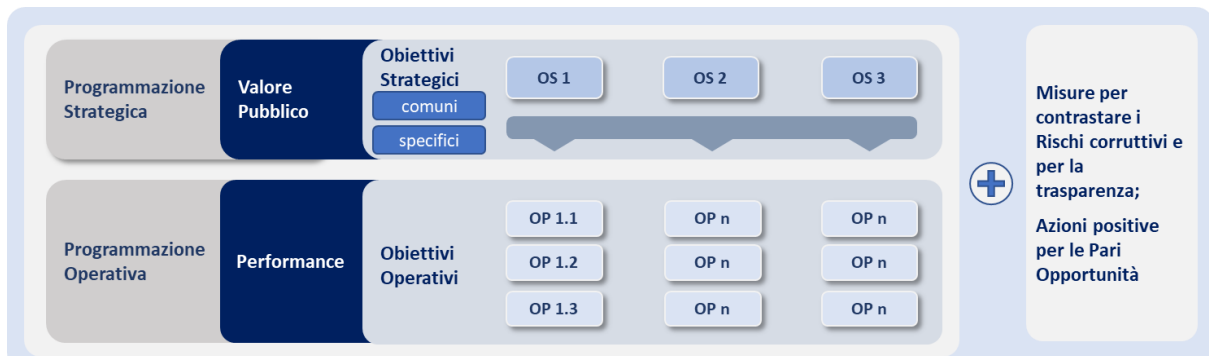 Programmazione
Strategica
Valore
Pubblico
Obiettivi
Strategici
comuni
specifici
OS 1
OS 2
OS 3
Programmazione
Operativa
Performance
Obiettivi
Operativi
OP 1.1
OP n
OP n
OP 1.2
OP n
OP n
OP 1.3
OP n
OP n
Misure per
contrastare i
Rischi corruttivi e
per la
trasparenza;
Azioni positive
per le Pari
Opportunità